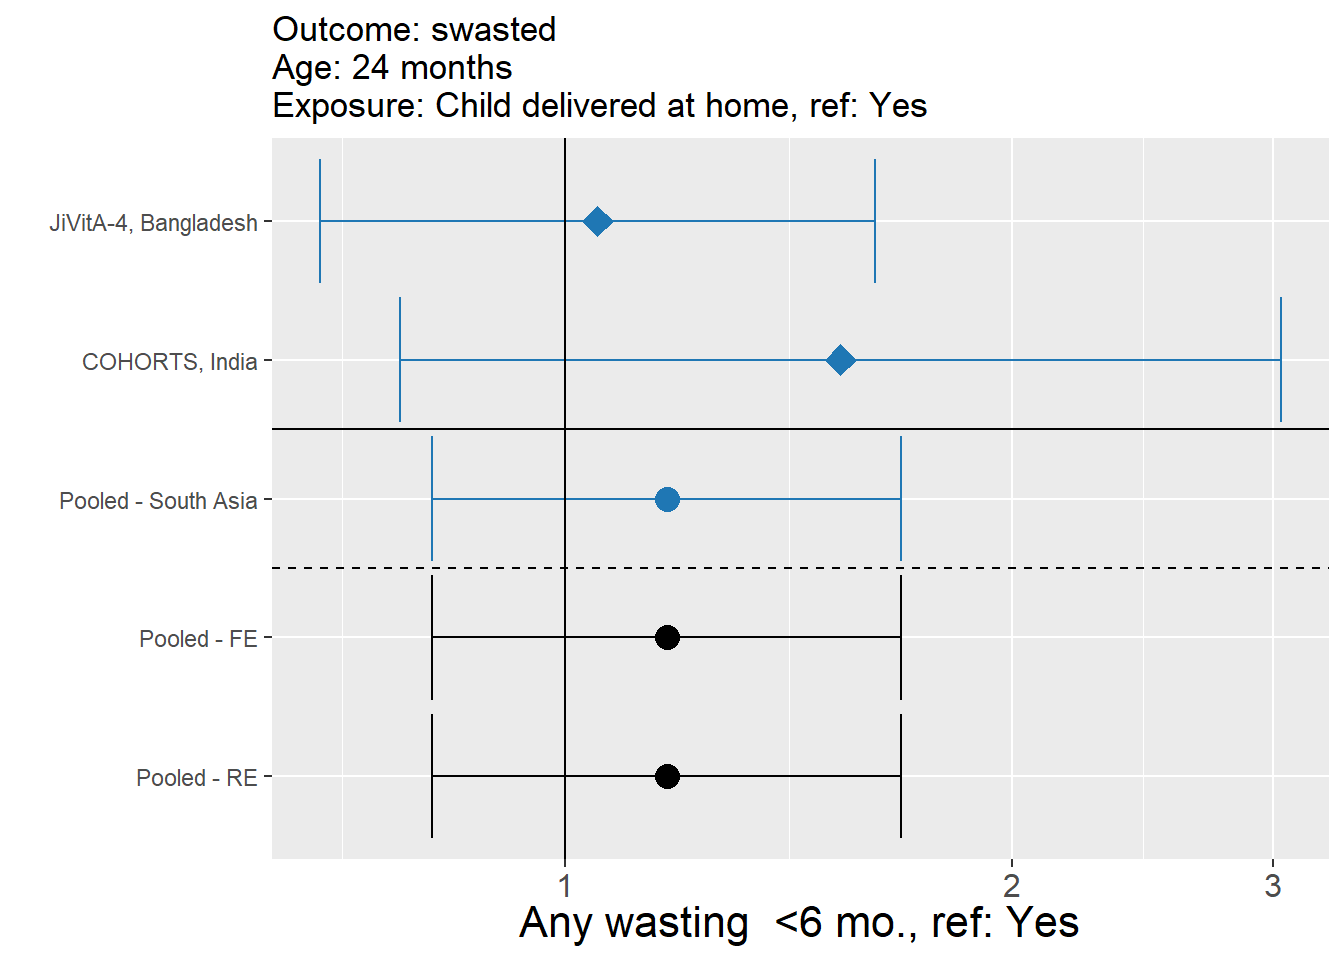 Outcome: swasted
Age: 24 months
Exposure: Child delivered at home, ref: Yes
JiVitA-4, Bangladesh
COHORTS, India
Pooled - South Asia
Pooled - FE
Pooled - RE
1 2 3
Any wasting  <6 mo., ref: Yes